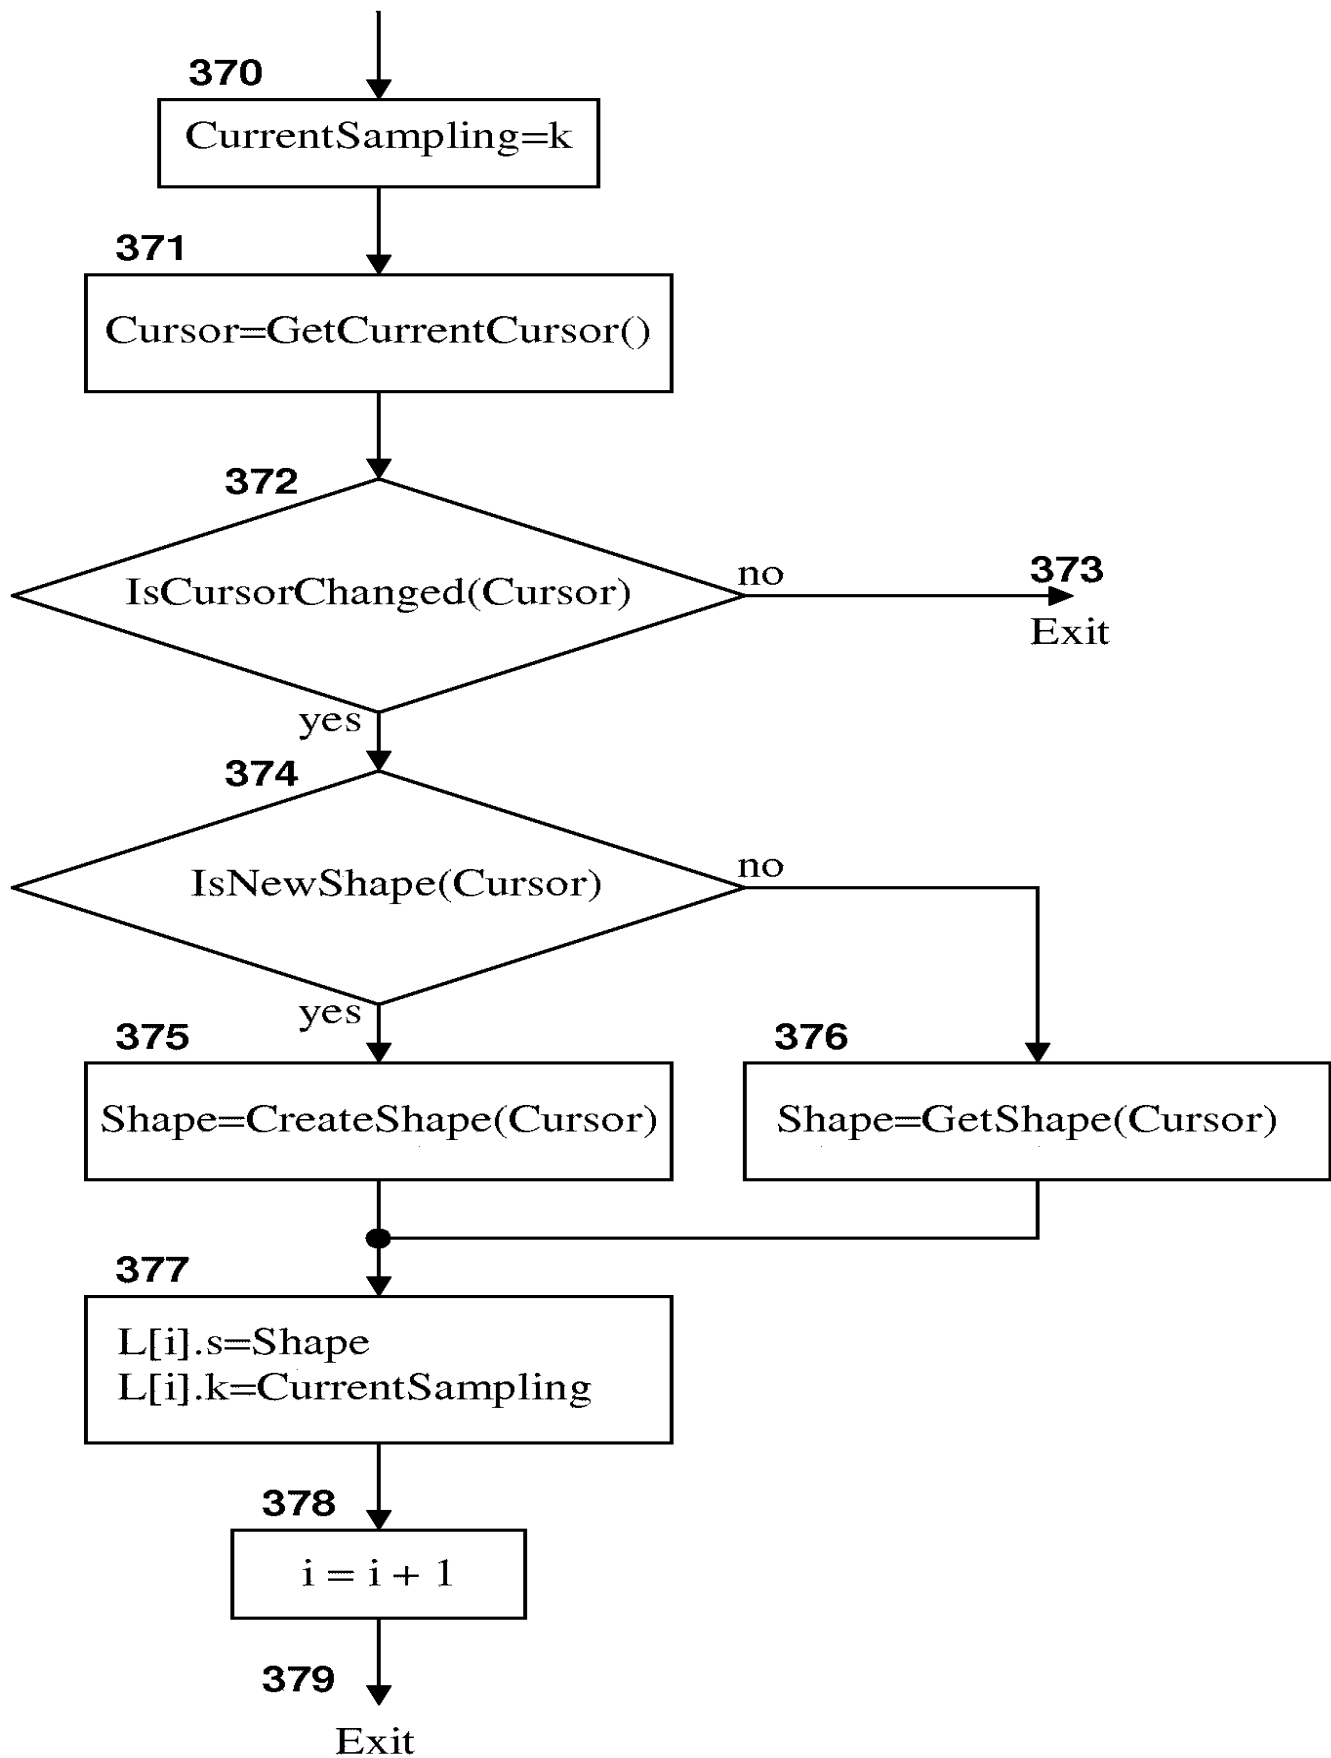 370
CurrentSampling=k
371
Cursor=GetCurrentCursor()
372
IsCursorChanged(Cursor)
no
373
Exit
yes
374
IsNewShape(Cursor)
no
yes
375
Shape=CreateShape(Cursor)
376
Shape=GetShape(Cursor)
377
L[i].s=Shape
L[i].k=CurrentSampling
378
i = i + 1
379
Exit